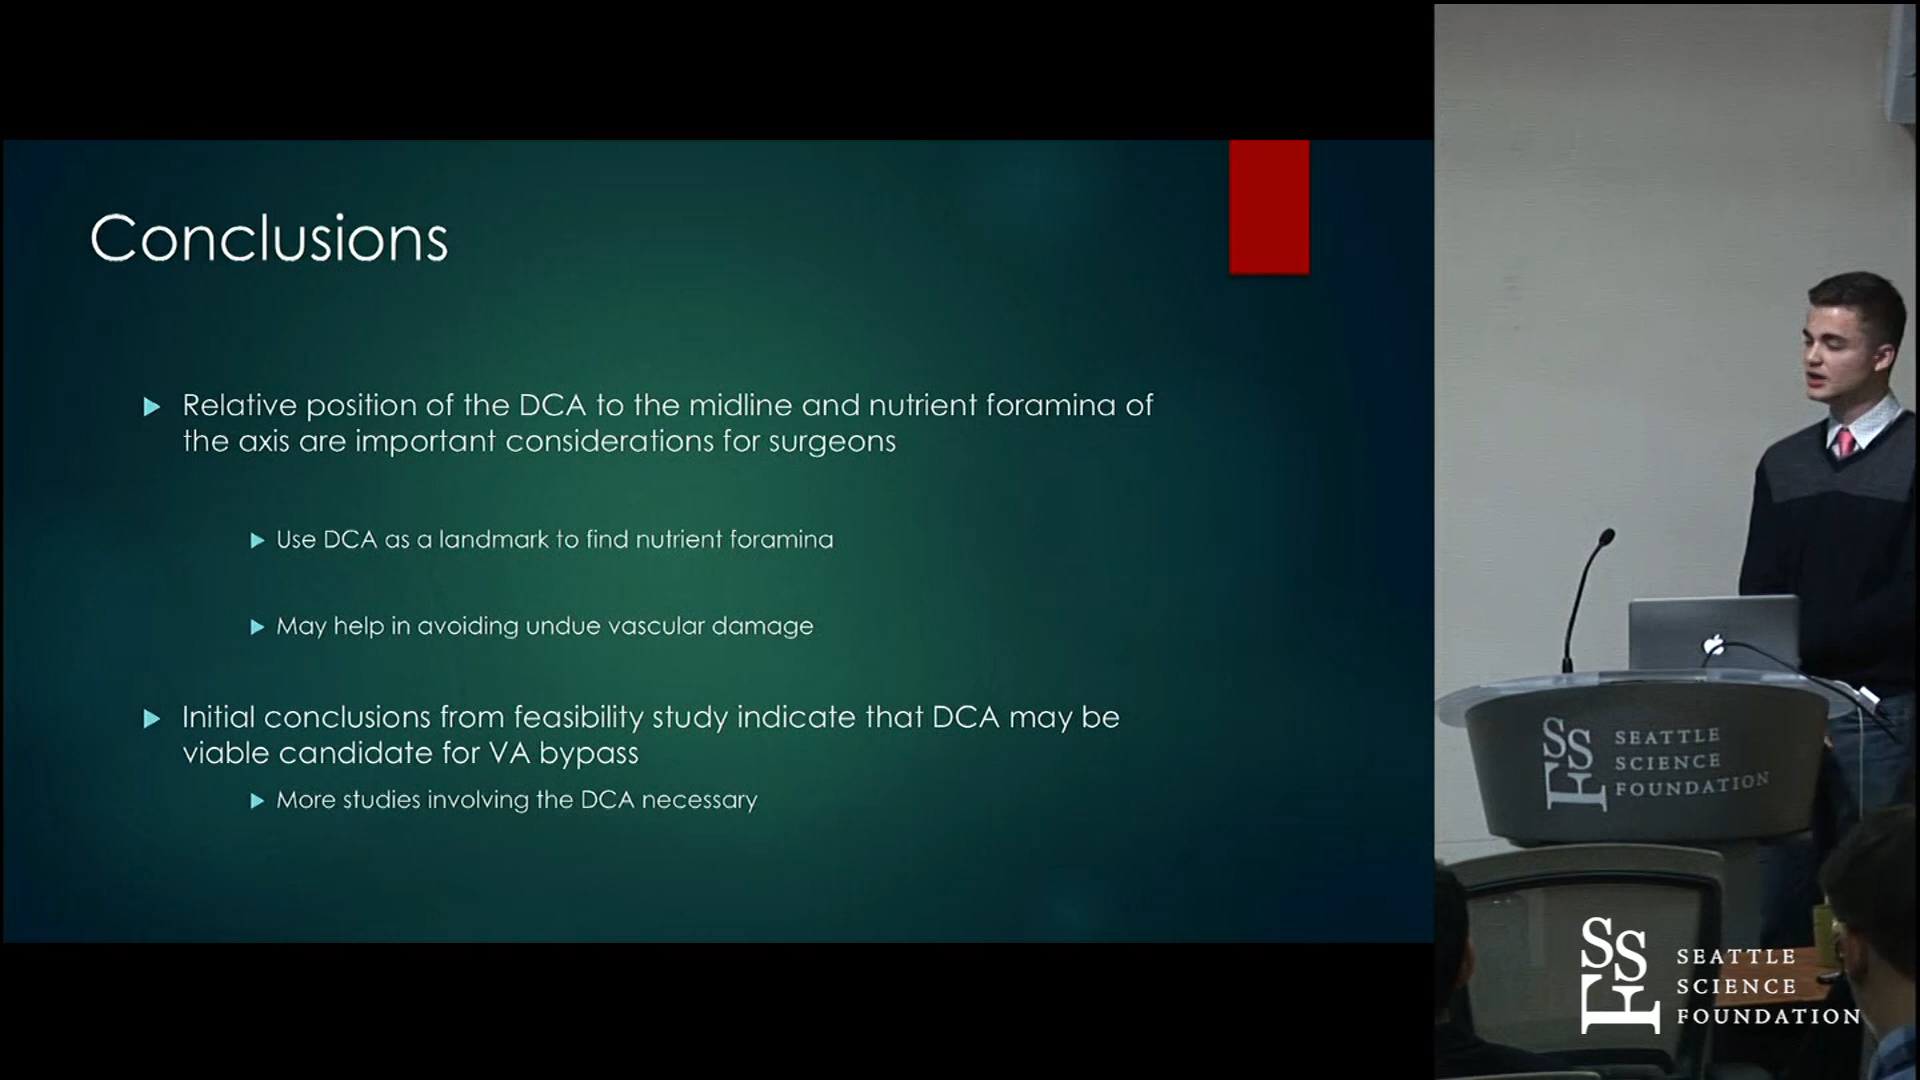 Conclusions
Relative position of the DCA to the midline and nutrient foramina of
the axis are important considerations for surgeons
Use DCA as a landmark to find nutrient foramina
May help in avoiding undue vascular damage
Initial conclusions from feasibility study indicate that DCA may be
viable candidate for VA bypass
More studies involving the DCA necessary
SSF
SEATTLE
SCIENCE
FOUNDATION
SSF
SEATTLE
SCIENCE
FOUNDATION